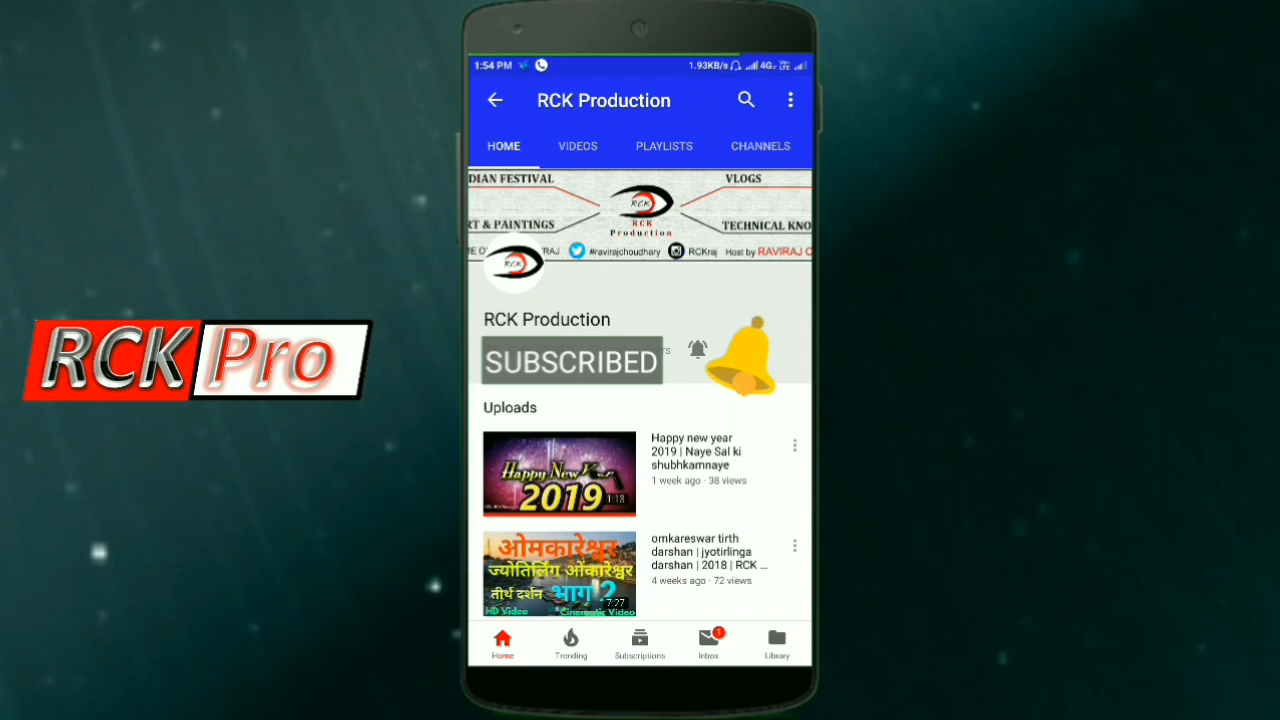 1:54 PM
1.93KB/s
4G
RCK Production
HOME
VIDEOS
PLAYLISTS
CHANNELS
DIAN FESTIVAL
VLOGS
RCK
RCK
Production
RT & PAINTINGS
TECHNICAL KNO
RAJ
#ravirajchoudhary
RCKraj
Host by RAVIRAJ C
RCK
RCK Production
RCK Pro
SUBSCRIBED
Uploads
Happy New Year
2019
1:18
Happy new year
2019 | Naye Sal ki
shubhkamnaye
1 week ago · 38 views
ओमकारेश्वर
ज्योतिर्लिंग ओंकारेश्वर
तीर्थ दर्शन भाग 2
7:27
HD Video
Cinematic Video
omkareswar tirth
darshan | jyotirlinga
darshan | 2018 | RCK ...
4 weeks ago · 72 views
1
Home
Trending
Subscriptions
Inbox
Library